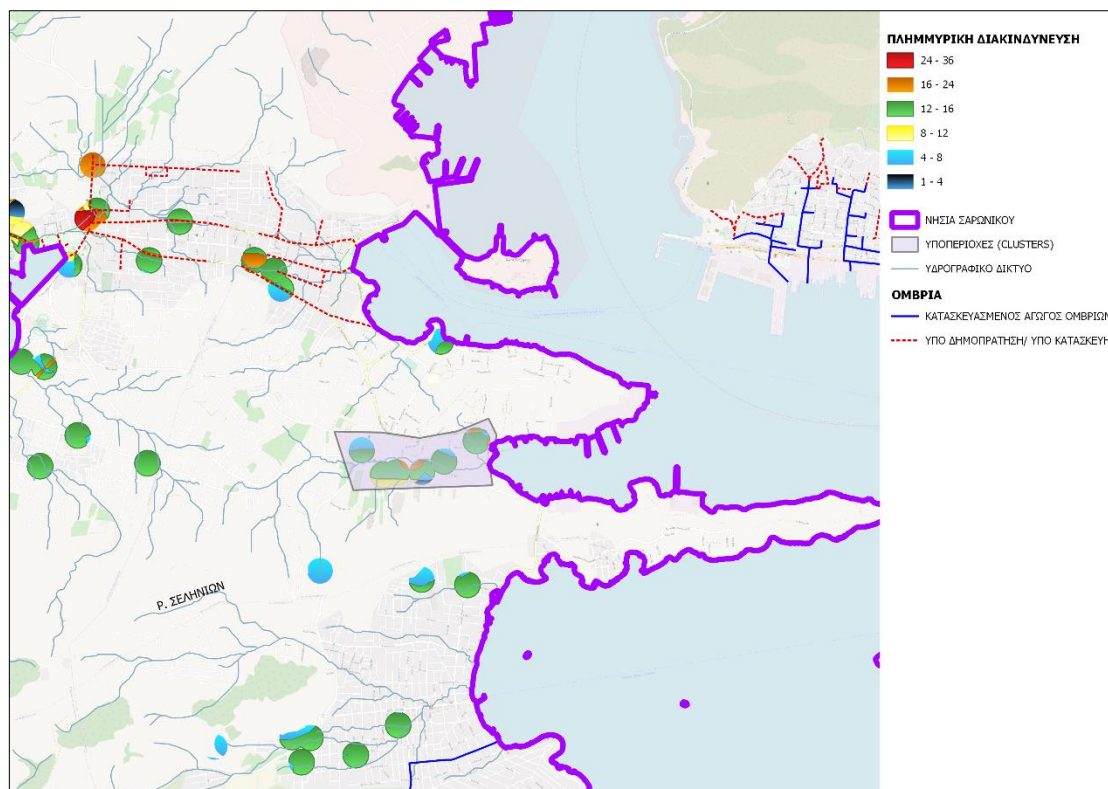 ΠΛΗΜΜΥΡΙΚΗ ΔΙΑΚΙΝΔΥΝΕΥΣΗ
24 - 36
16 - 24
12 - 16
8 - 12
4 - 8
1 - 4
ΝΗΣΙΑ ΣΑΡΩΝΙΚΟΥ
ΥΠΟΠΕΡΙΟΧΕΣ (CLUSTERS)
ΥΔΡΟΓΡΑΦΙΚΟ ΔΙΚΤΥΟ
ΟΜΒΡΙΑ
ΚΑΤΑΣΚΕΥΑΣΜΕΝΟΣ ΑΓΩΓΟΣ ΟΜΒΡΙΩΝ
ΥΠΟ ΔΗΜΟΠΡΑΤΗΣΗ/ ΥΠΟ ΚΑΤΑΣΚΕΥΗ
Ρ. ΣΕΛΗΝΙΩΝ